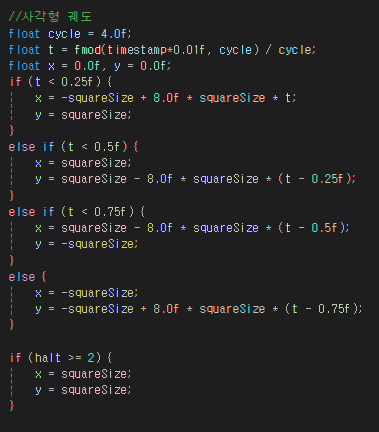 //사각형 궤도
float cycle = 4.0f;
float t = fmod(timestamp*0.01f, cycle) / cycle;
float x = 0.0f, y = 0.0f;
if (t < 0.25f) {
    x = -squareSize + 8.0f * squareSize * t;
    y = squareSize;
}
else if (t < 0.5f) {
    x = squareSize;
    y = squareSize - 8.0f * squareSize * (t - 0.25f);
}
else if (t < 0.75f) {
    x = squareSize - 8.0f * squareSize * (t - 0.5f);
    y = -squareSize;
}
else {
    x = -squareSize;
    y = -squareSize + 8.0f * squareSize * (t - 0.75f);
}
if (halt >= 2) {
    x = squareSize;
    y = squareSize;
}